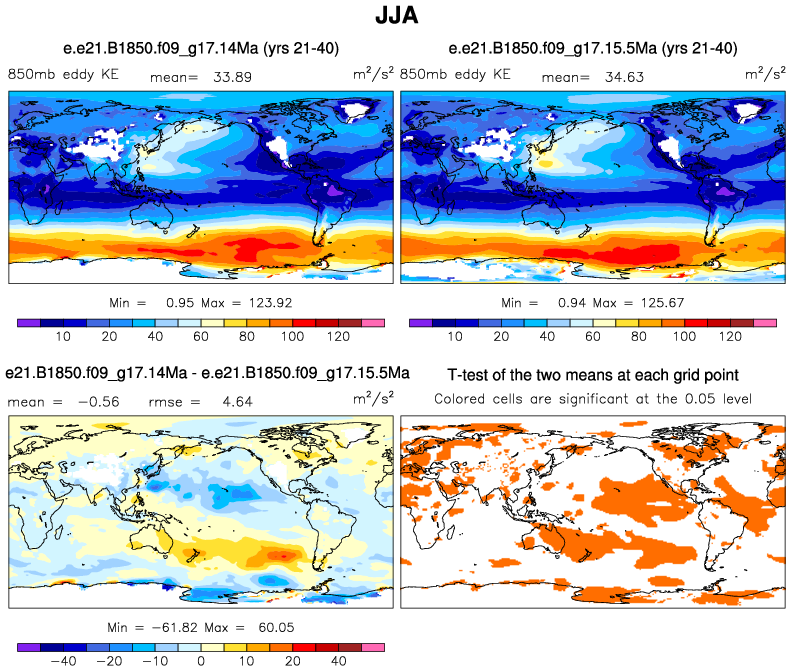 JJA
e.e21.B1850.f09_g17.14Ma (yrs 21-40)
e.e21.B1850.f09_g17.15.5Ma (yrs 21-40)
850mb eddy KE mean= 33.89 m²/s²
850mb eddy KE mean= 34.63 m²/s²
Min = 0.95 Max = 123.92
Min = 0.94 Max = 125.67
10 20 40 60 80 100 120
10 20 40 60 80 100 120
e21.B1850.f09_g17.14Ma - e.e21.B1850.f09_g17.15.5Ma
T-test of the two means at each grid point
mean = −0.56 rmse = 4.64 m²/s²
Colored cells are significant at the 0.05 level
Min = −61.82 Max = 60.05
−40 −20 −10 0 10 20 40